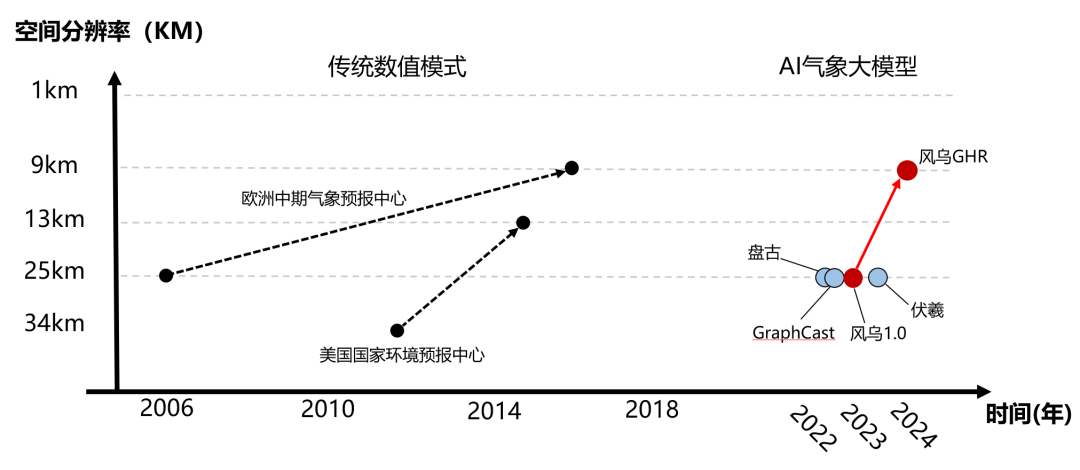 空间分辨率（KM）
传统数值模式
AI气象大模型
1km
9km
风乌GHR
欧洲中期气象预报中心
13km
盘古
25km
伏羲
34km
GraphCast
风乌1.0
美国国家环境预报中心
2006
2010
2014
2018
2022
2023
2024
时间(年)